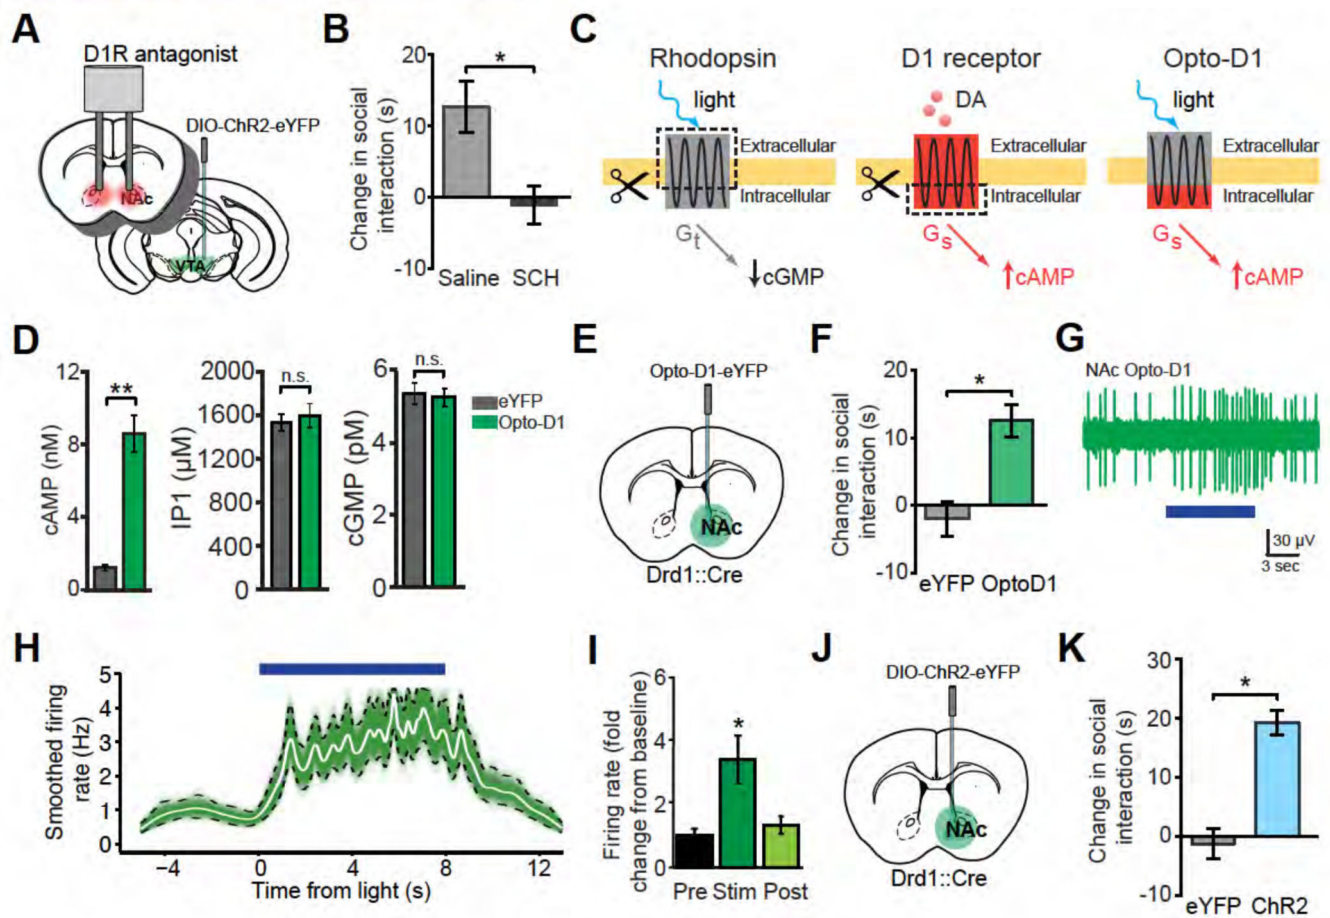 A
D1R antagonist
DIO-ChR2-eYFP
NAc
VTA
B
Change in social
interaction (s)
20
10
0
-10
*
Saline SCH
C
Rhodopsin
light
Extracellular
Intracellular
Gt
↓cGMP
D1 receptor
DA
Extracellular
Intracellular
Gs
↑cAMP
Opto-D1
light
Extracellular
Intracellular
Gs
↑cAMP
D
cAMP (nM)
12
8
4
0
**
IP1 (µM)
2000
1600
1200
800
400
0
n.s.
cGMP (pM)
6
4
2
0
n.s.
eYFP
Opto-D1
E
Opto-D1-eYFP
NAc
Drd1::Cre
F
Change in social
interaction (s)
20
10
0
-10
*
eYFP OptoD1
G
NAc Opto-D1
30 µV
3 sec
H
Smoothed firing
rate (Hz)
5
4
3
2
1
0
−4 0 4 8 12
Time from light (s)
I
Firing rate (fold
change from baseline)
6
4
2
0
*
Pre Stim Post
J
DIO-ChR2-eYFP
NAc
Drd1::Cre
K
Change in social
interaction (s)
30
20
10
0
-10
*
eYFP ChR2